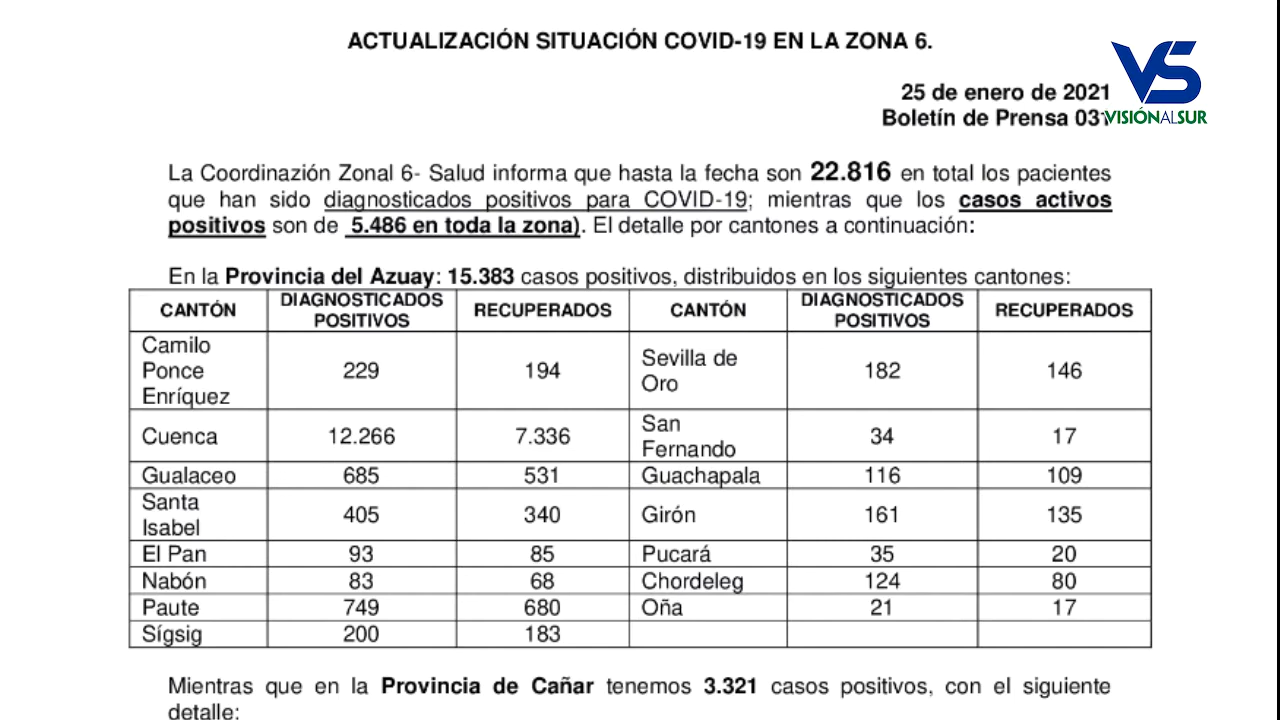 ACTUALIZACIÓN SITUACIÓN COVID-19 EN LA ZONA 6.
VS
25 de enero de 2021
Boletín de Prensa 031
VISIÓNALSUR
La Coordinazión Zonal 6- Salud informa que hasta la fecha son 22.816 en total los pacientes
que han sido diagnosticados positivos para COVID-19; mientras que los casos activos
positivos son de 5.486 en toda la zona). El detalle por cantones a continuación:
En la Provincia del Azuay: 15.383 casos positivos, distribuidos en los siguientes cantones:
CANTÓN DIAGNOSTICADOS POSITIVOS RECUPERADOS CANTÓN DIAGNOSTICADOS POSITIVOS RECUPERADOS
Camilo Ponce Enríquez 229 194 Sevilla de Oro 182 146
Cuenca 12.266 7.336 San Fernando 34 17
Gualaceo 685 531 Guachapala 116 109
Santa Isabel 405 340 Girón 161 135
El Pan 93 85 Pucará 35 20
Nabón 83 68 Chordeleg 124 80
Paute 749 680 Oña 21 17
Sígsig 200 183
Mientras que en la Provincia de Cañar tenemos 3.321 casos positivos, con el siguiente
detalle: